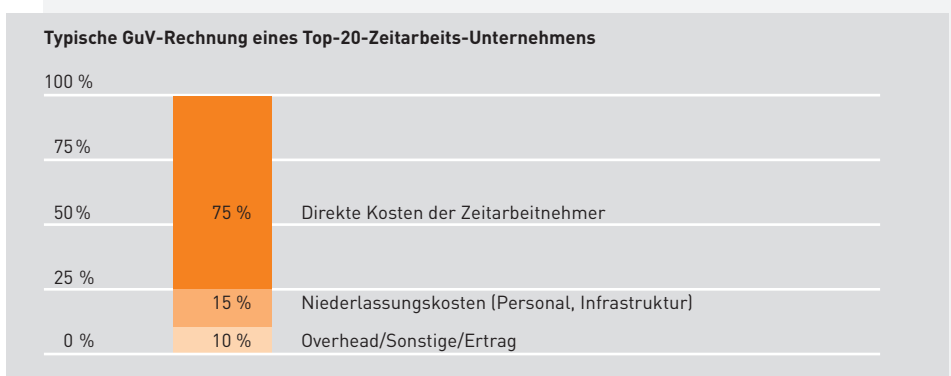 Typische GuV-Rechnung eines Top-20-Zeitarbeits-Unternehmens
100 %
75 %
50 % 75 % Direkte Kosten der Zeitarbeitnehmer
25 %
15 % Niederlassungskosten (Personal, Infrastruktur)
0 % 10 % Overhead/Sonstige/Ertrag